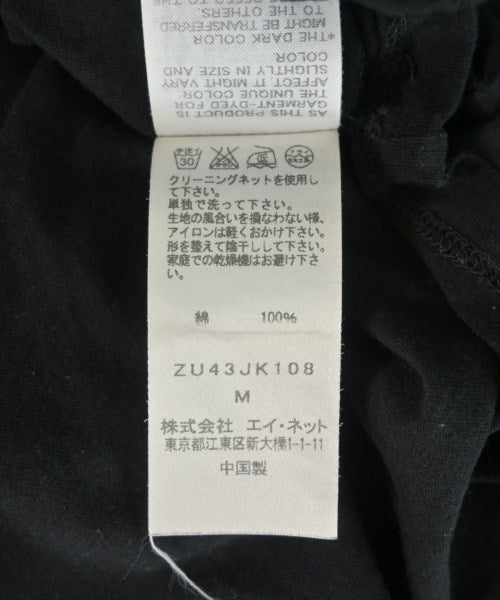 AS THIS PRODUCT IS
GARMENT-DYED FOR
THE UNIQUE COLOR,
AFFECT IT MIGHT VARY
SLIGHTLY IN SIZE AND
COLOR.
*THE DARK COLOR
MIGHT BE TRANSFERRED
TO THE OTHERS
手洗イ
30
クリーニングネットを使用し
て下さい。
単独で洗って下さい。
生地の風合いを損なわない様、
アイロンは軽くおかけ下さい。
形を整えて陰干しして下さい。
家庭での乾燥機はお避け下さ
い。
綿 100%
ZU43JK108
M
株式会社 エイ・ネット
東京都江東区新大橋1-1-11
中国製